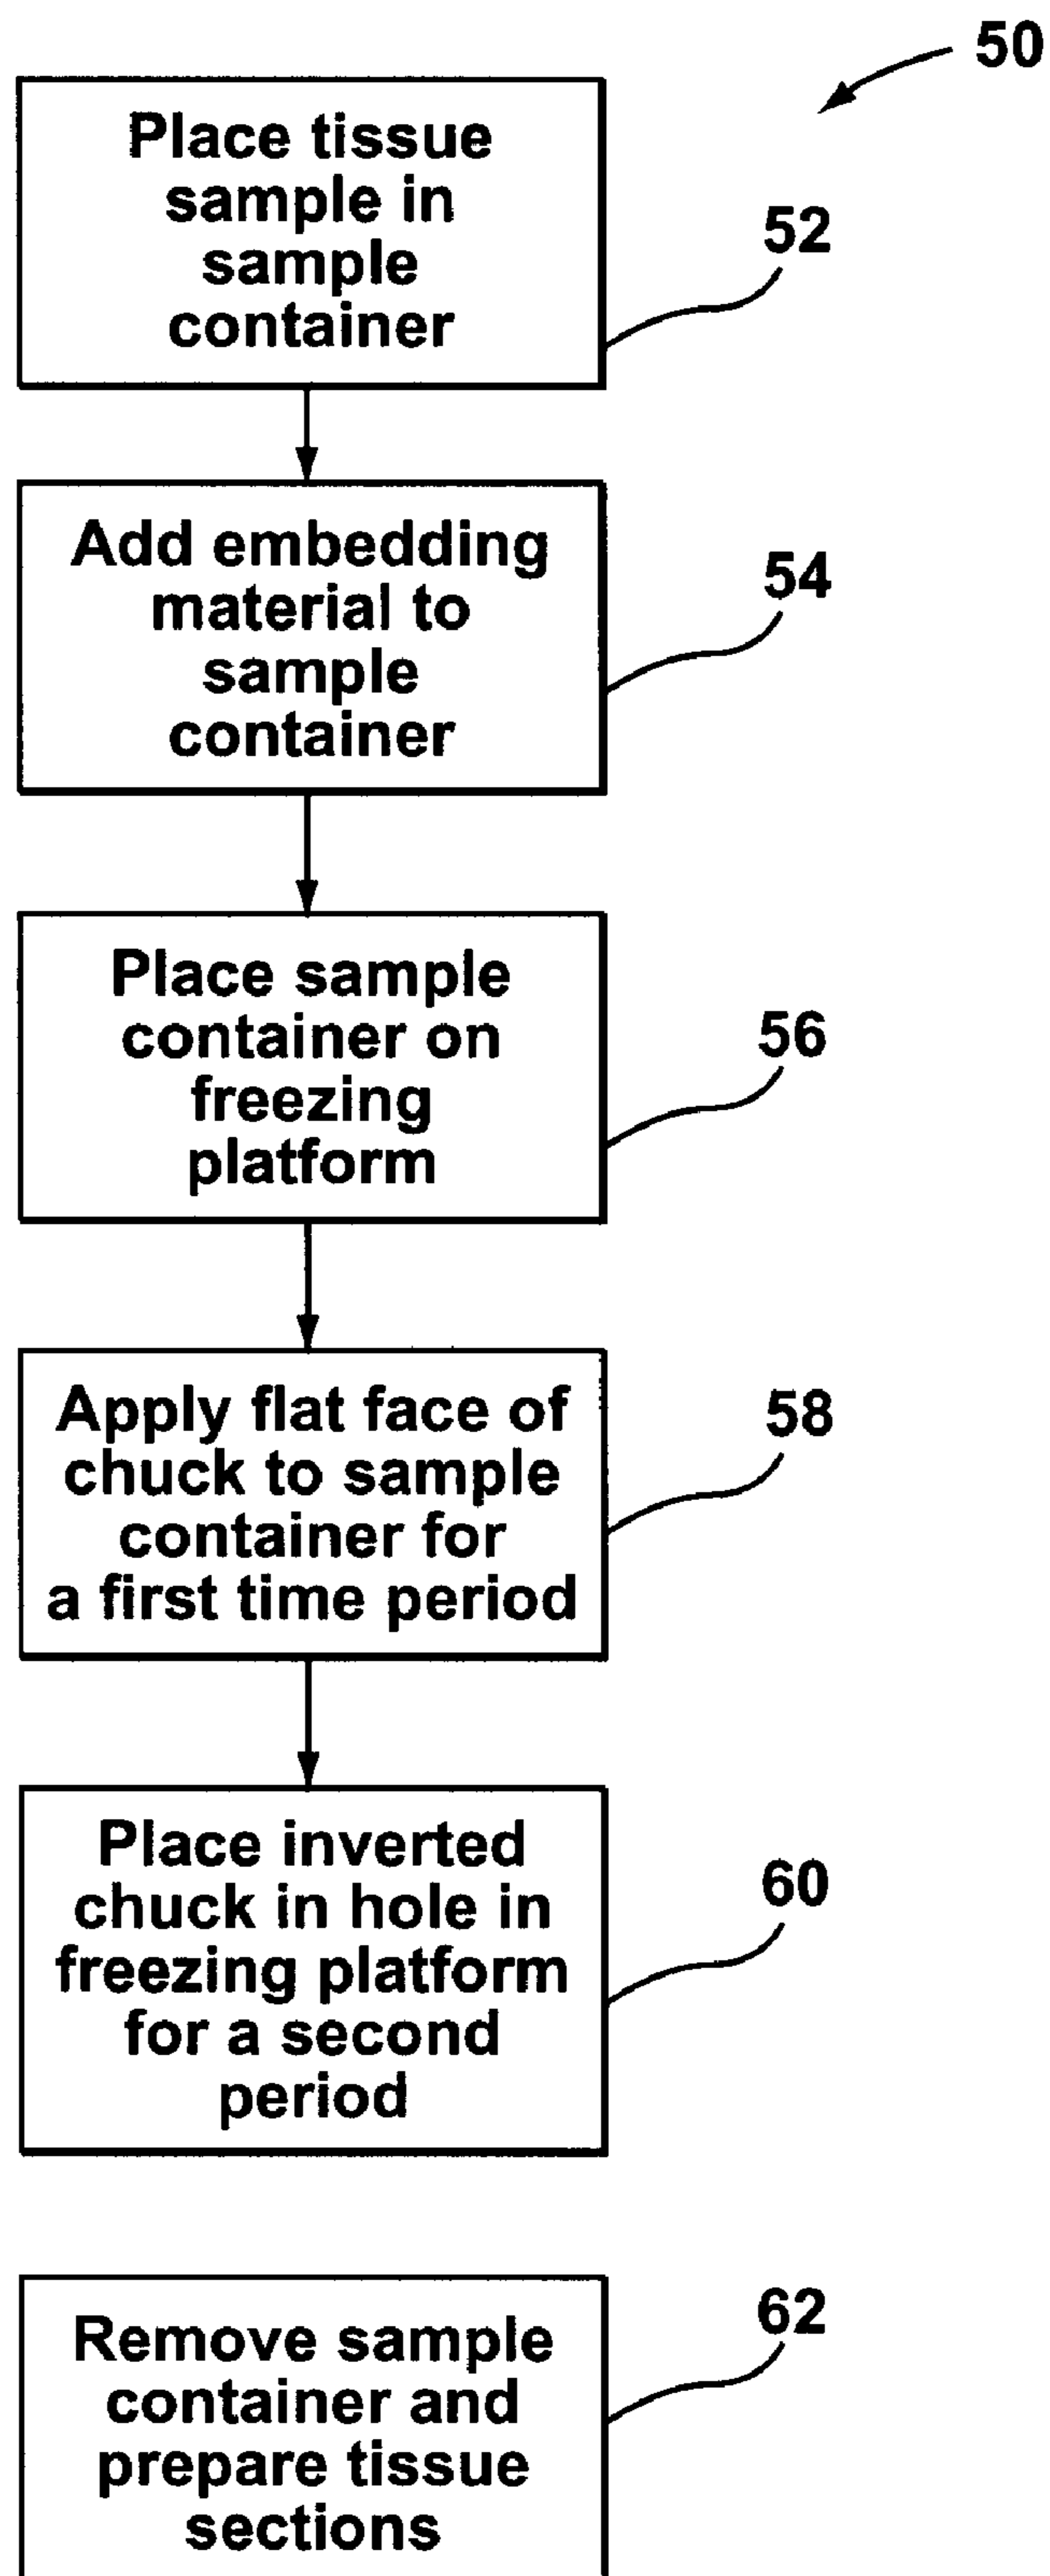 50
Place tissue
sample in
sample
container
52
Add embedding
material to
sample
container
54
Place sample
container on
freezing
platform
56
Apply flat face of
chuck to sample
container for
a first time period
58
Place inverted
chuck in hole in
freezing platform
for a second
period
60
Remove sample
container and
prepare tissue
sections
62